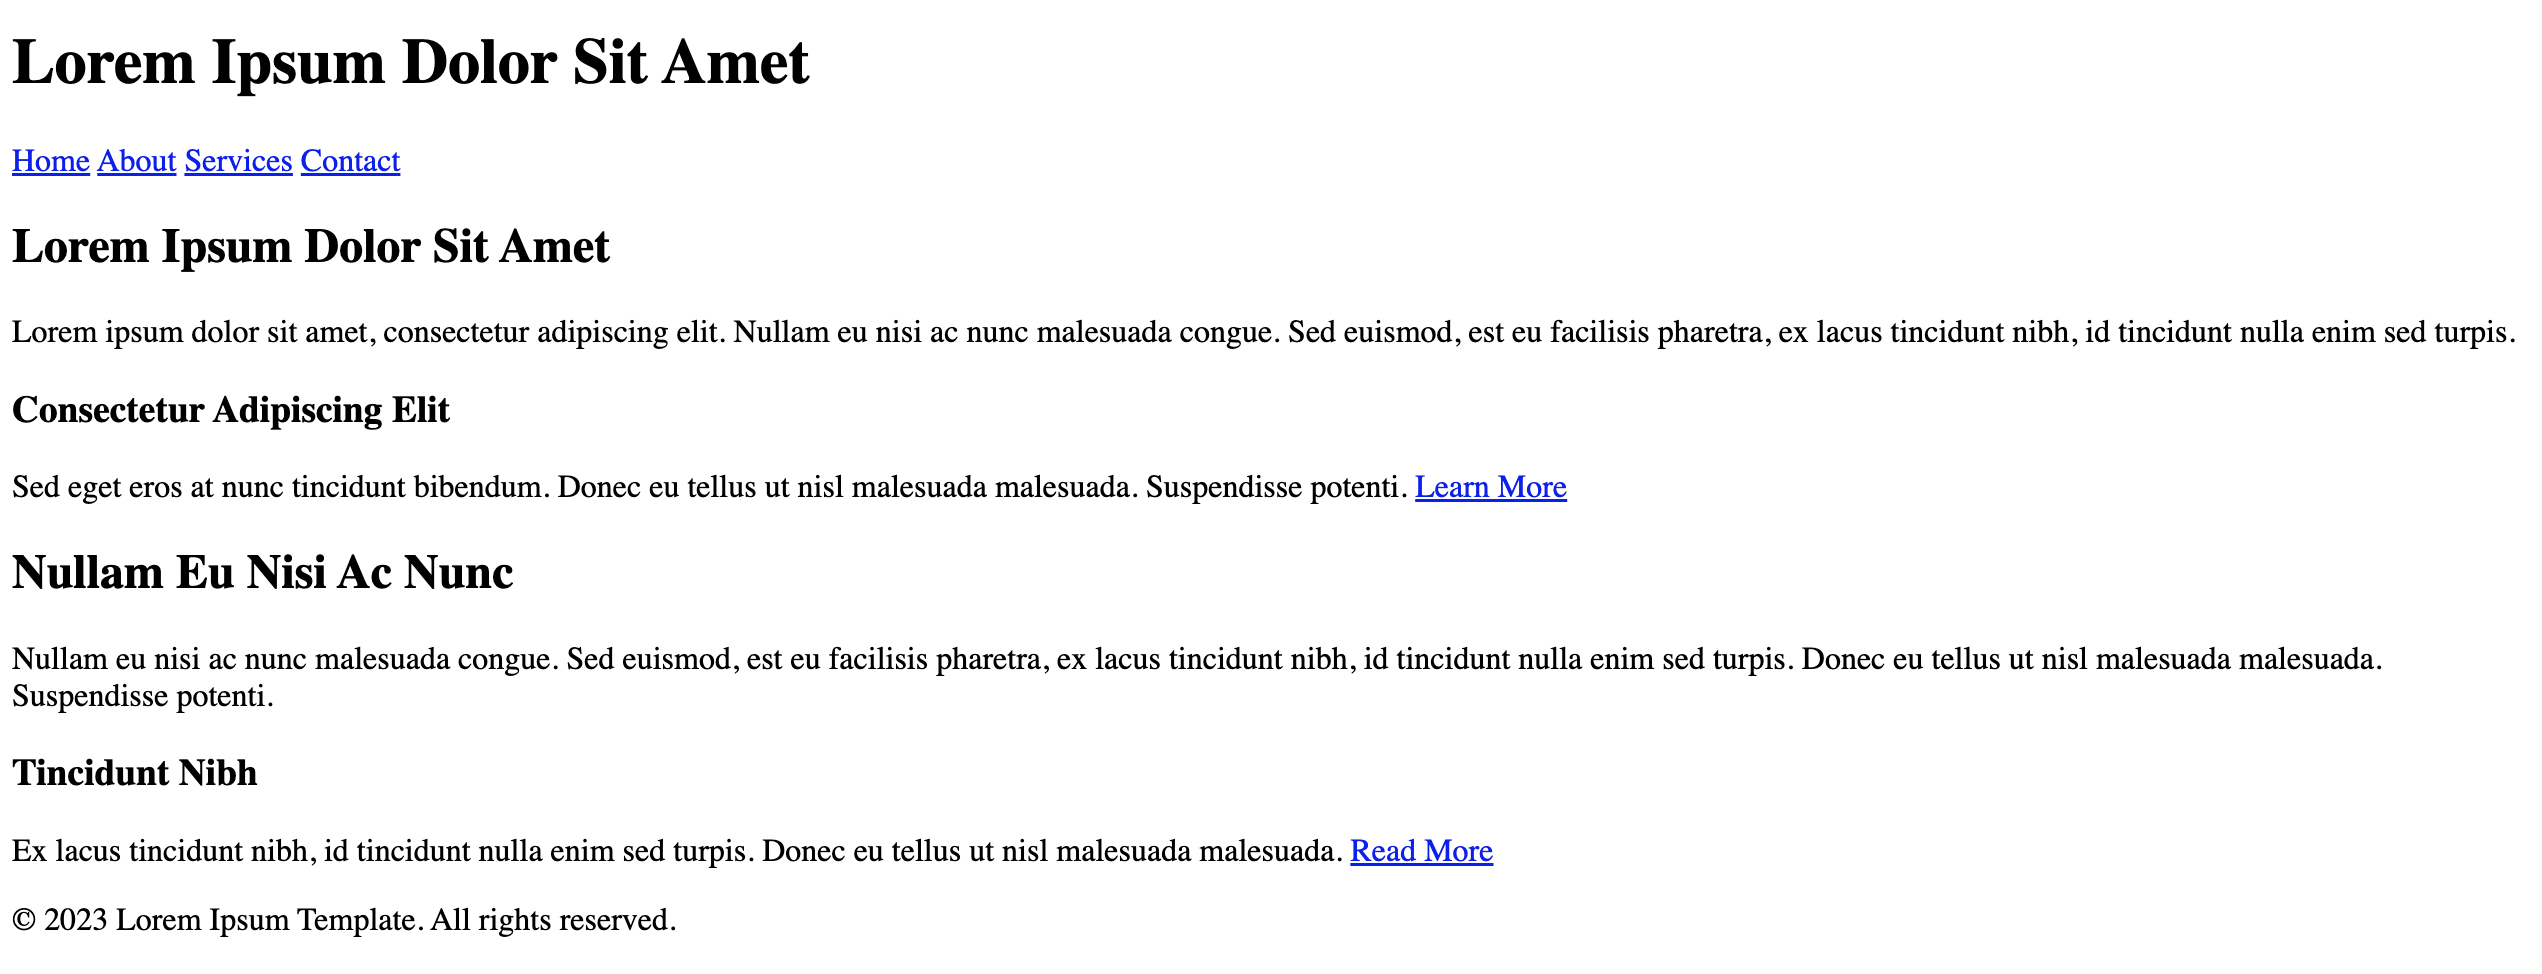 Lorem Ipsum Dolor Sit Amet
Home About Services Contact
Lorem Ipsum Dolor Sit Amet
Lorem ipsum dolor sit amet, consectetur adipiscing elit. Nullam eu nisi ac nunc malesuada congue. Sed euismod, est eu facilisis pharetra, ex lacus tincidunt nibh, id tincidunt nulla enim sed turpis.
Consectetur Adipiscing Elit
Sed eget eros at nunc tincidunt bibendum. Donec eu tellus ut nisl malesuada malesuada. Suspendisse potenti. Learn More
Nullam Eu Nisi Ac Nunc
Nullam eu nisi ac nunc malesuada congue. Sed euismod, est eu facilisis pharetra, ex lacus tincidunt nibh, id tincidunt nulla enim sed turpis. Donec eu tellus ut nisl malesuada malesuada.
Suspendisse potenti.
Tincidunt Nibh
Ex lacus tincidunt nibh, id tincidunt nulla enim sed turpis. Donec eu tellus ut nisl malesuada malesuada. Read More
© 2023 Lorem Ipsum Template. All rights reserved.